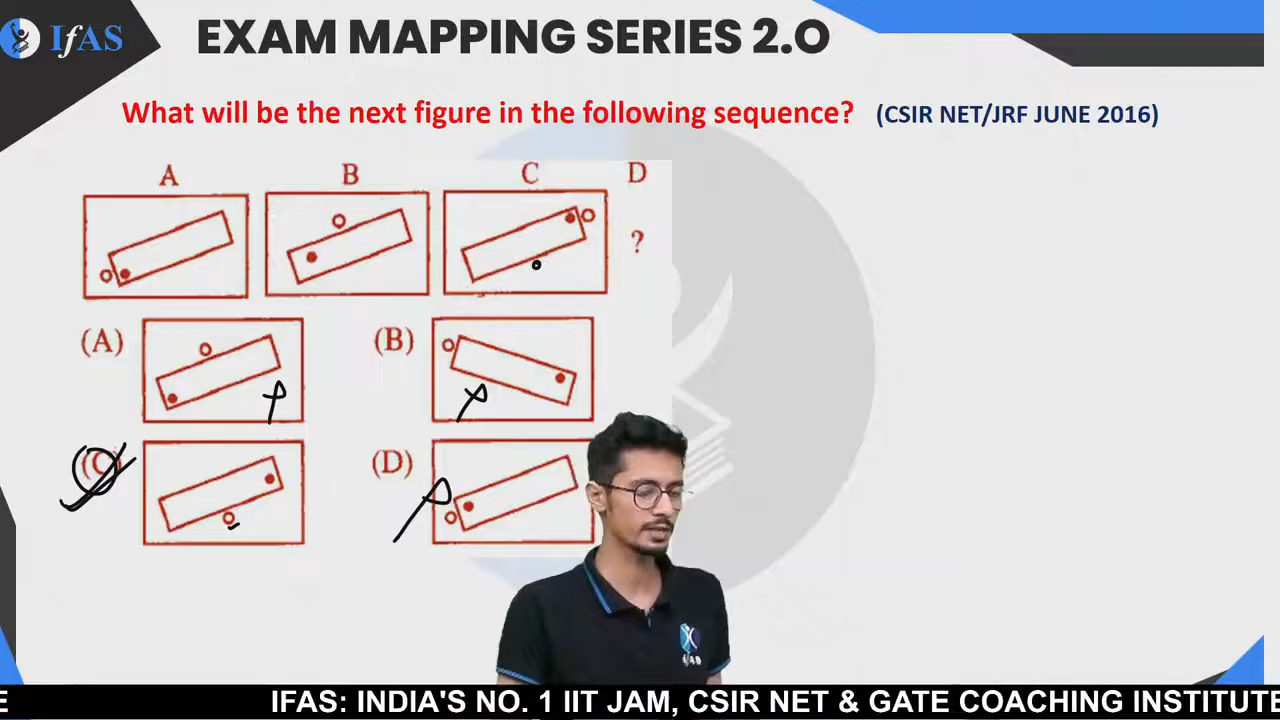 IfAS
EXAM MAPPING SERIES 2.O
What will be the next figure in the following sequence? (CSIR NET/JRF JUNE 2016)
A B C D
?
(A) (B)
(C) (D)
IFAS
E IFAS: INDIA'S NO. 1 IIT JAM, CSIR NET & GATE COACHING INSTITUTE